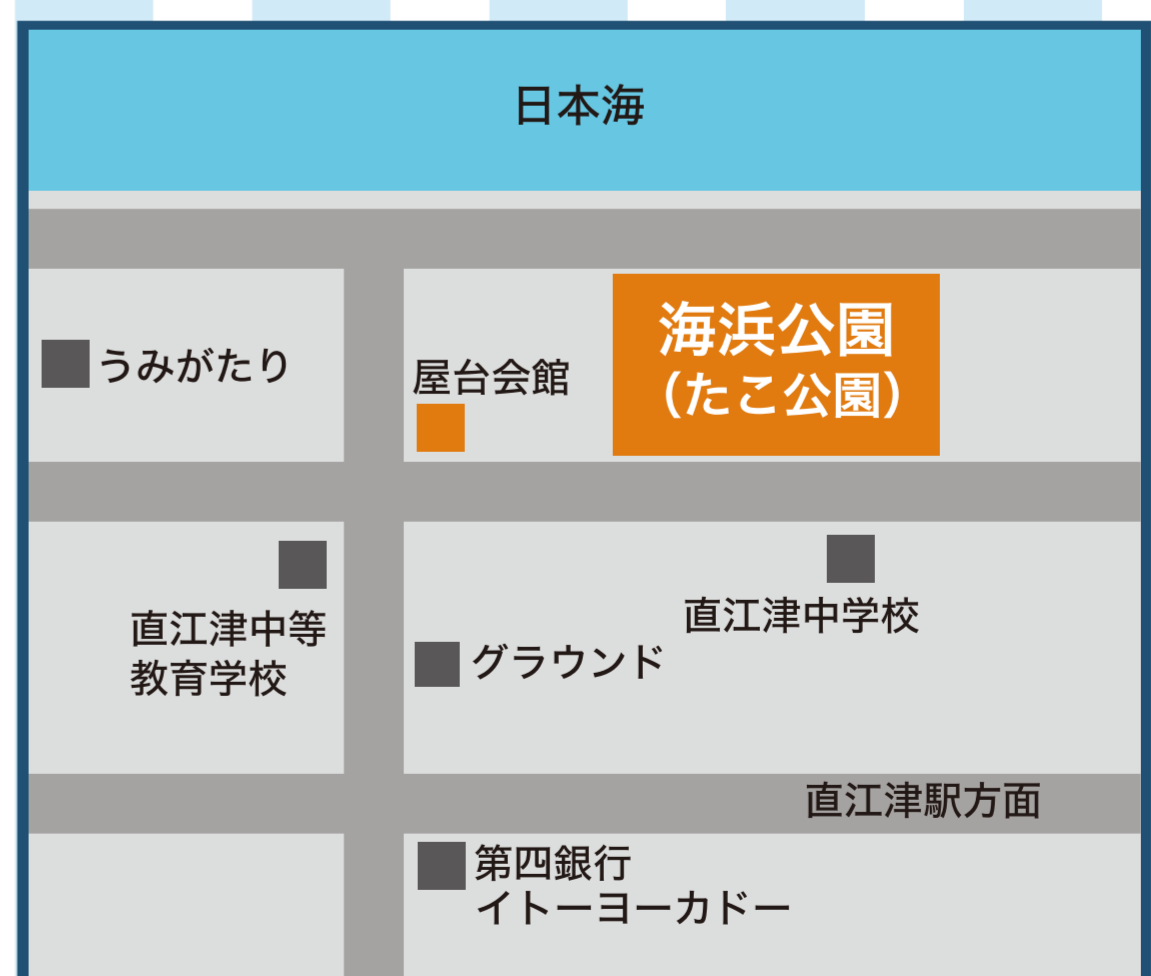 日本海
海浜公園
(たこ公園)
うみがたり
屋台会館
直江津中等
教育学校
直江津中学校
グラウンド
直江津駅方面
第四銀行
イトーヨーカドー